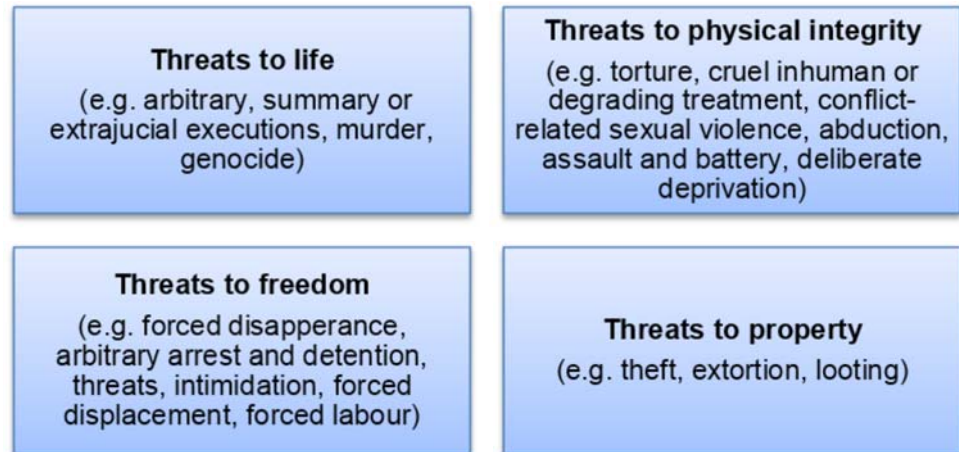 Threats to life
(e.g. arbitrary, summary or
extrajucial executions, murder,
genocide)
Threats to physical integrity
(e.g. torture, cruel inhuman or
degrading treatment, conflict-
related sexual violence, abduction,
assault and battery, deliberate
deprivation)
Threats to freedom
(e.g. forced disapperance,
arbitrary arrest and detention,
threats, intimidation, forced
displacement, forced labour)
Threats to property
(e.g. theft, extortion, looting)